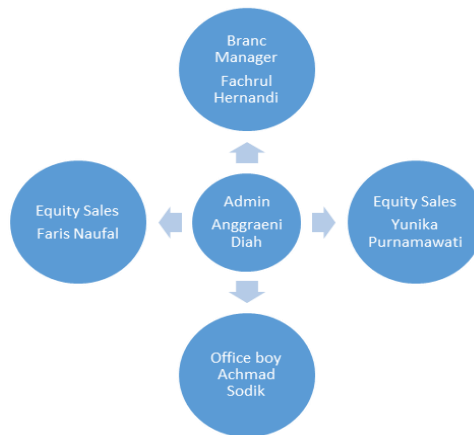 Branc
Manager
Fachrul
Hernandi
Equity Sales
Faris Naufal
Admin
Anggraeni
Diah
Equity Sales
Yunika
Purnamawati
Office boy
Achmad
Sodik